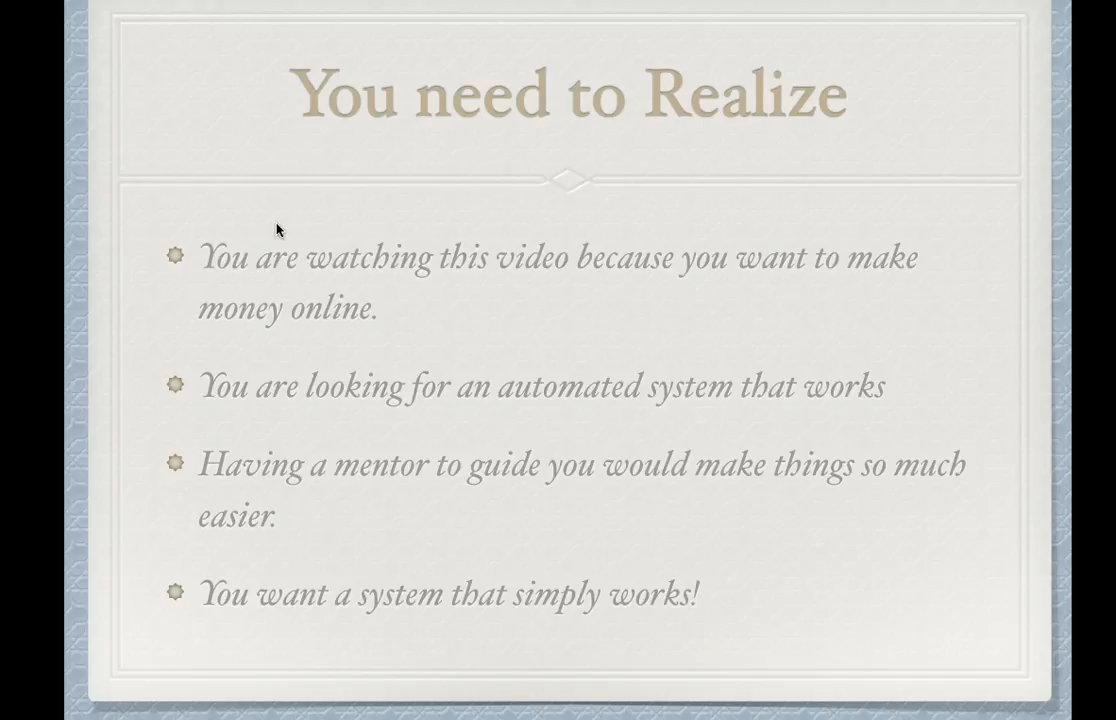 You need to Realize
You are watching this video because you want to make
money online.
You are looking for an automated system that works
Having a mentor to guide you would make things so much
easier.
You want a system that simply works!